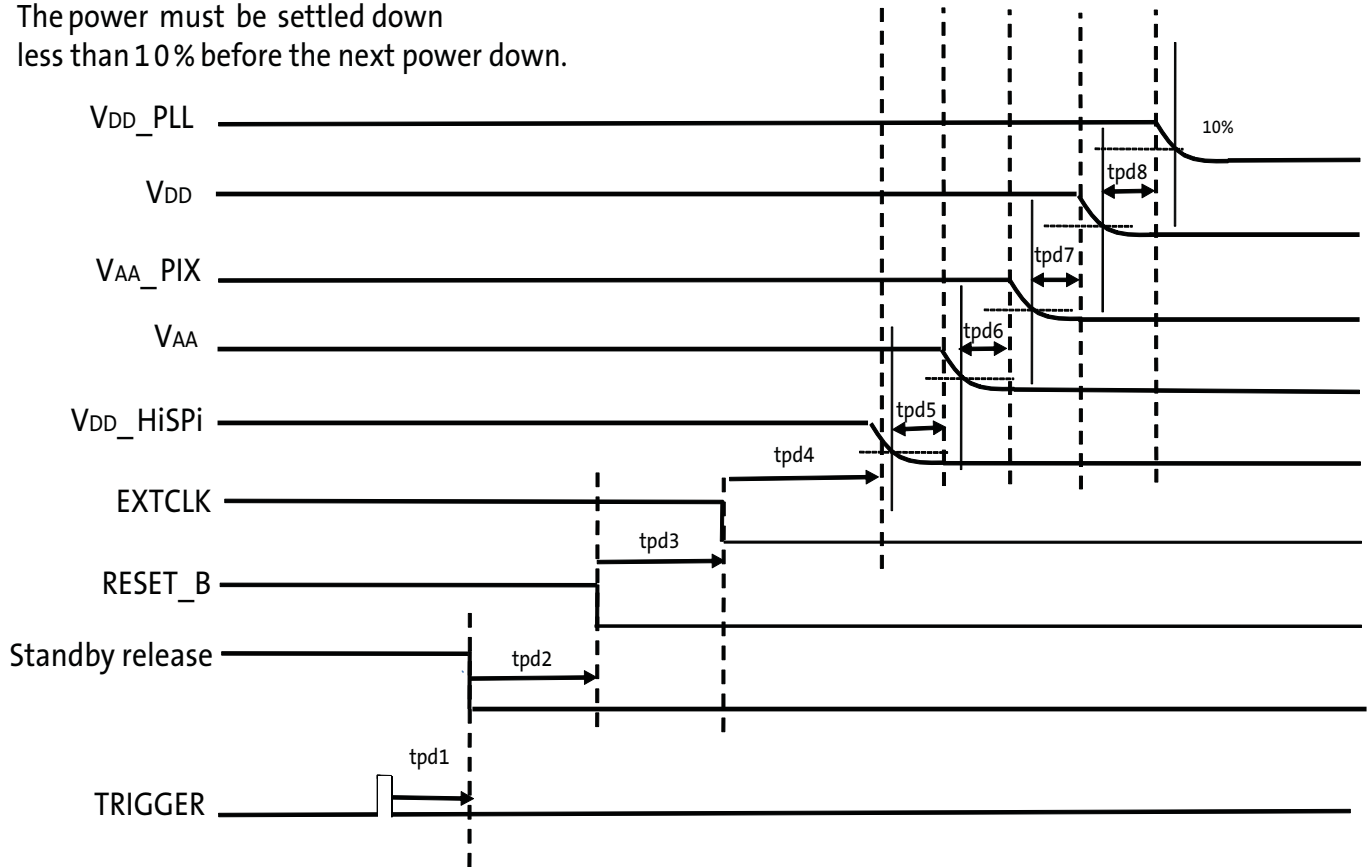 The power must be settled down
less than 10% before the next power down.
VDD_PLL
10%
tpd8
VDD
tpd7
VAA_PIX
tpd6
VAA
tpd5
VDD_HiSPi
tpd4
EXTCLK
tpd3
RESET_B
Standby release
tpd2
tpd1
TRIGGER